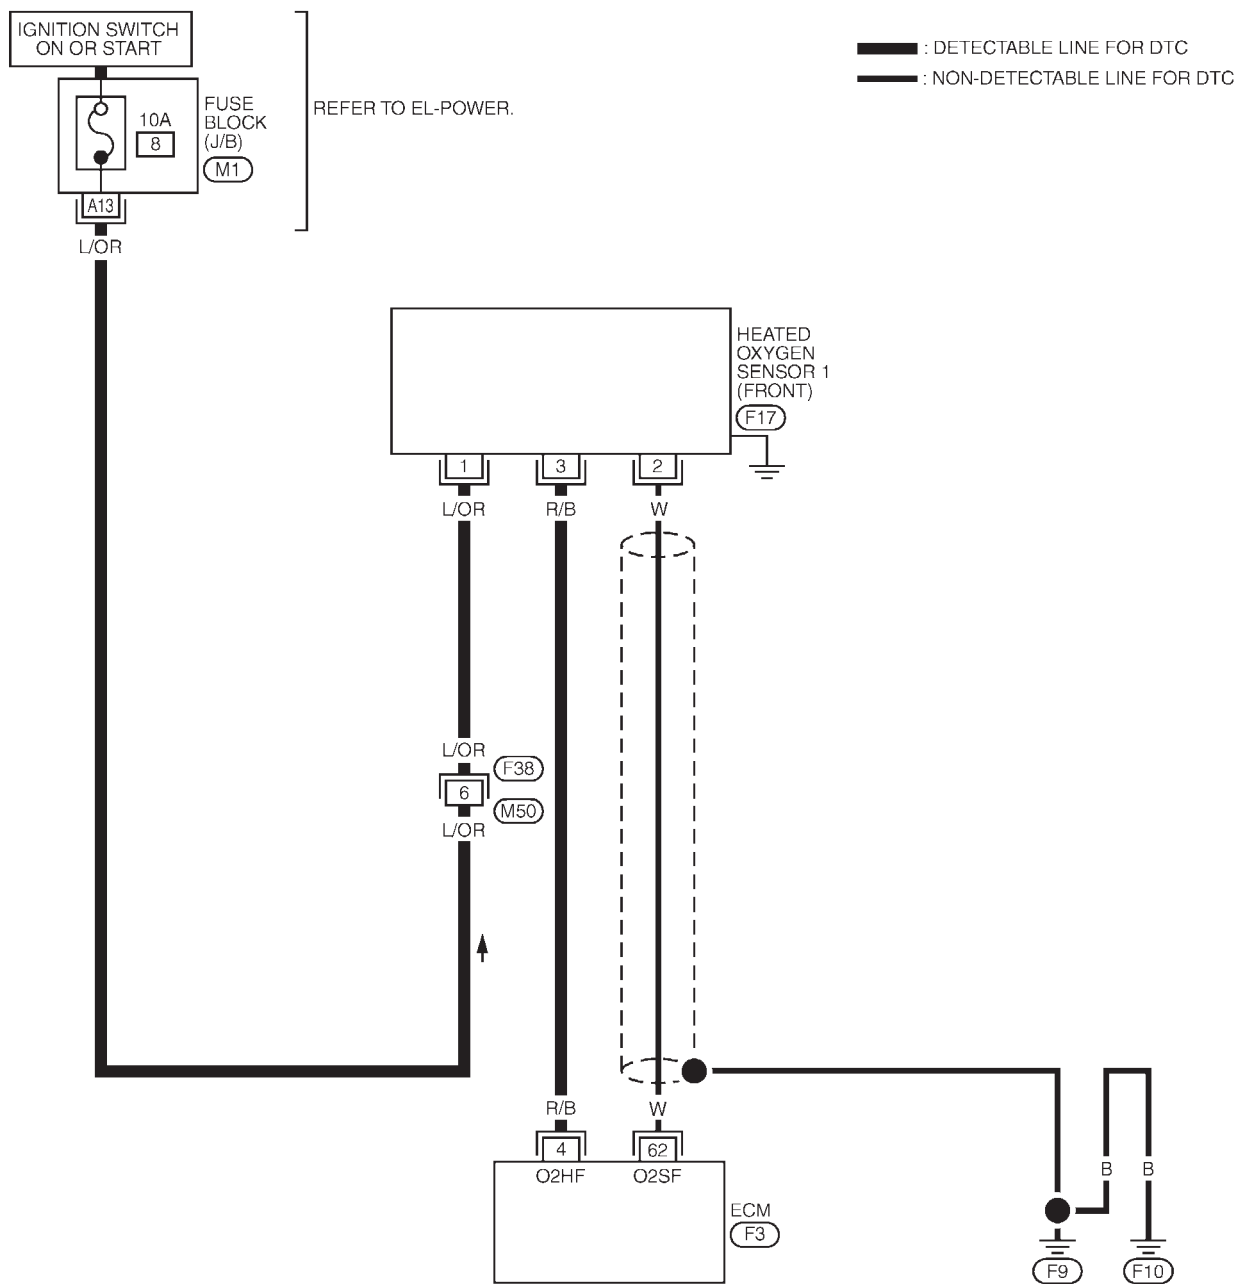 IGNITION SWITCH
ON OR START
10A
8
FUSE
BLOCK
(J/B)
M1
REFER TO EL-POWER.
: DETECTABLE LINE FOR DTC
: NON-DETECTABLE LINE FOR DTC
A13
L/OR
HEATED
OXYGEN
SENSOR 1
(FRONT)
F17
1
3
2
L/OR
R/B
W
L/OR
F38
6
M50
L/OR
R/B
W
4
62
O2HF
O2SF
ECM
F3
B
B
F9
F10